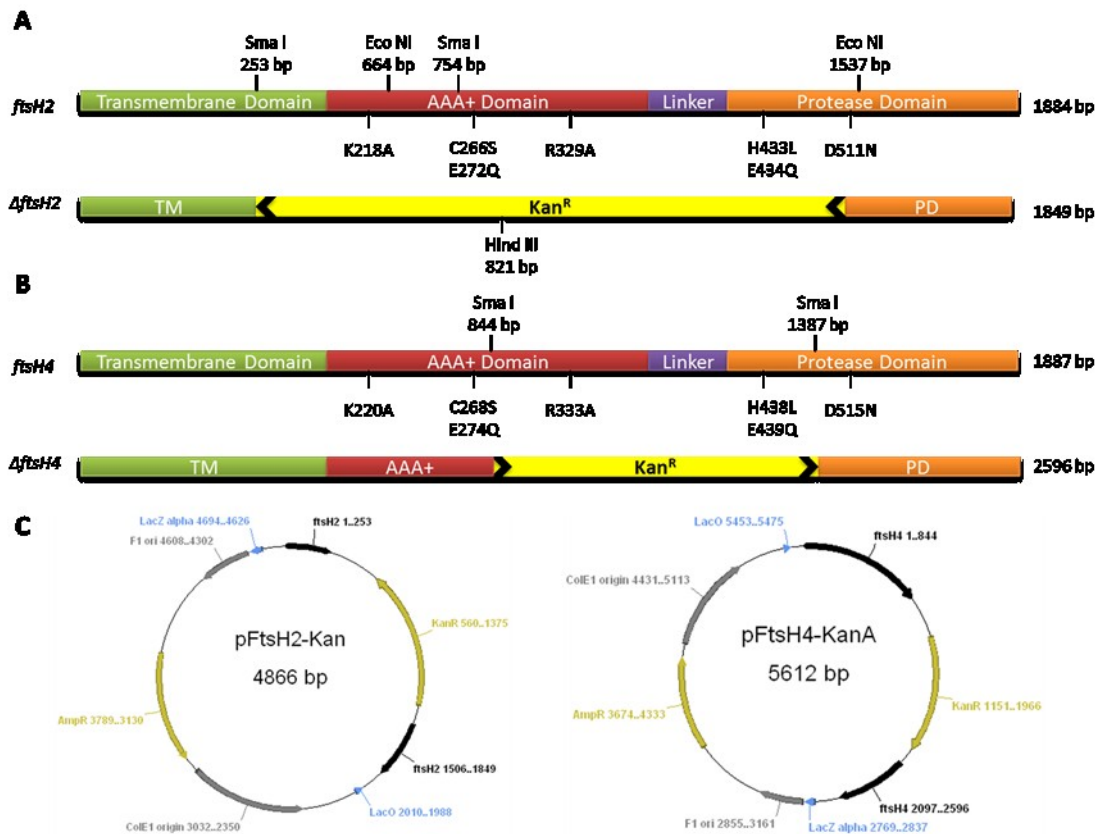 A
Sma I Eco NI Sma I Eco NI
253 bp 664 bp 754 bp 1537 bp
ftsH2 Transmembrane Domain AAA+ Domain Linker Protease Domain 1884 bp
K218A C266S R329A H433L D511N
E272Q E434Q
ΔftsH2 TM Kan^R PD 1849 bp
Hind III
821 bp
B
Sma I Sma I
844 bp 1387 bp
ftsH4 Transmembrane Domain AAA+ Domain Linker Protease Domain 1887 bp
K220A C268S R333A H438L D515N
E274Q E439Q
ΔftsH4 TM AAA+ Kan^R PD 2596 bp
C
LacZ alpha 4694..4626
ftsH2 1..253
F1 ori 4608..4302
KanR 560..1375
pFtsH2-Kan
4866 bp
AmpR 3789..3130
ftsH2 1506..1849
LacO 2010..1988
ColE1 origin 3032..2350
LacO 5453..5475
ftsH4 1..844
ColE1 origin 4431..5113
pFtsH4-KanA
5612 bp
KanR 1151..1966
AmpR 3674..4333
ftsH4 2097..2596
F1 ori 2855..3161
LacZ alpha 2769..2837